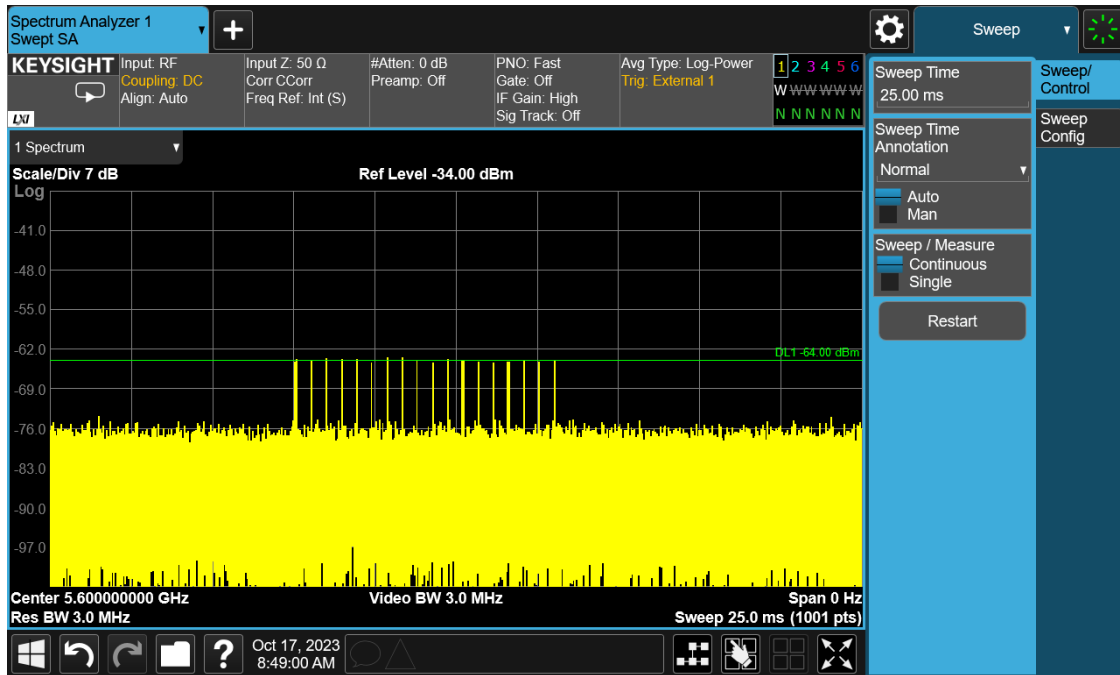 Spectrum Analyzer 1
Swept SA
Sweep
KEYSIGHT
LXI
Input: RF
Coupling: DC
Align: Auto
Input Z: 50 Ω
Corr CCorr
Freq Ref: Int (S)
#Atten: 0 dB
Preamp: Off
PNO: Fast
Gate: Off
IF Gain: High
Sig Track: Off
Avg Type: Log-Power
Trig: External 1
1 2 3 4 5 6
W W W W W W
N N N N N N
1 Spectrum
Scale/Div 7 dB
Ref Level -34.00 dBm
Log
-41.0
-48.0
-55.0
-62.0
DL1 -64.00 dBm
-69.0
-76.0
-83.0
-90.0
-97.0
Center 5.600000000 GHz
Video BW 3.0 MHz
Span 0 Hz
Res BW 3.0 MHz
Sweep 25.0 ms (1001 pts)
Sweep Time
25.00 ms
Sweep Time
Annotation
Normal
Auto
Man
Sweep / Measure
Continuous
Single
Restart
Sweep/
Control
Sweep
Config
?
Oct 17, 2023
8:49:00 AM